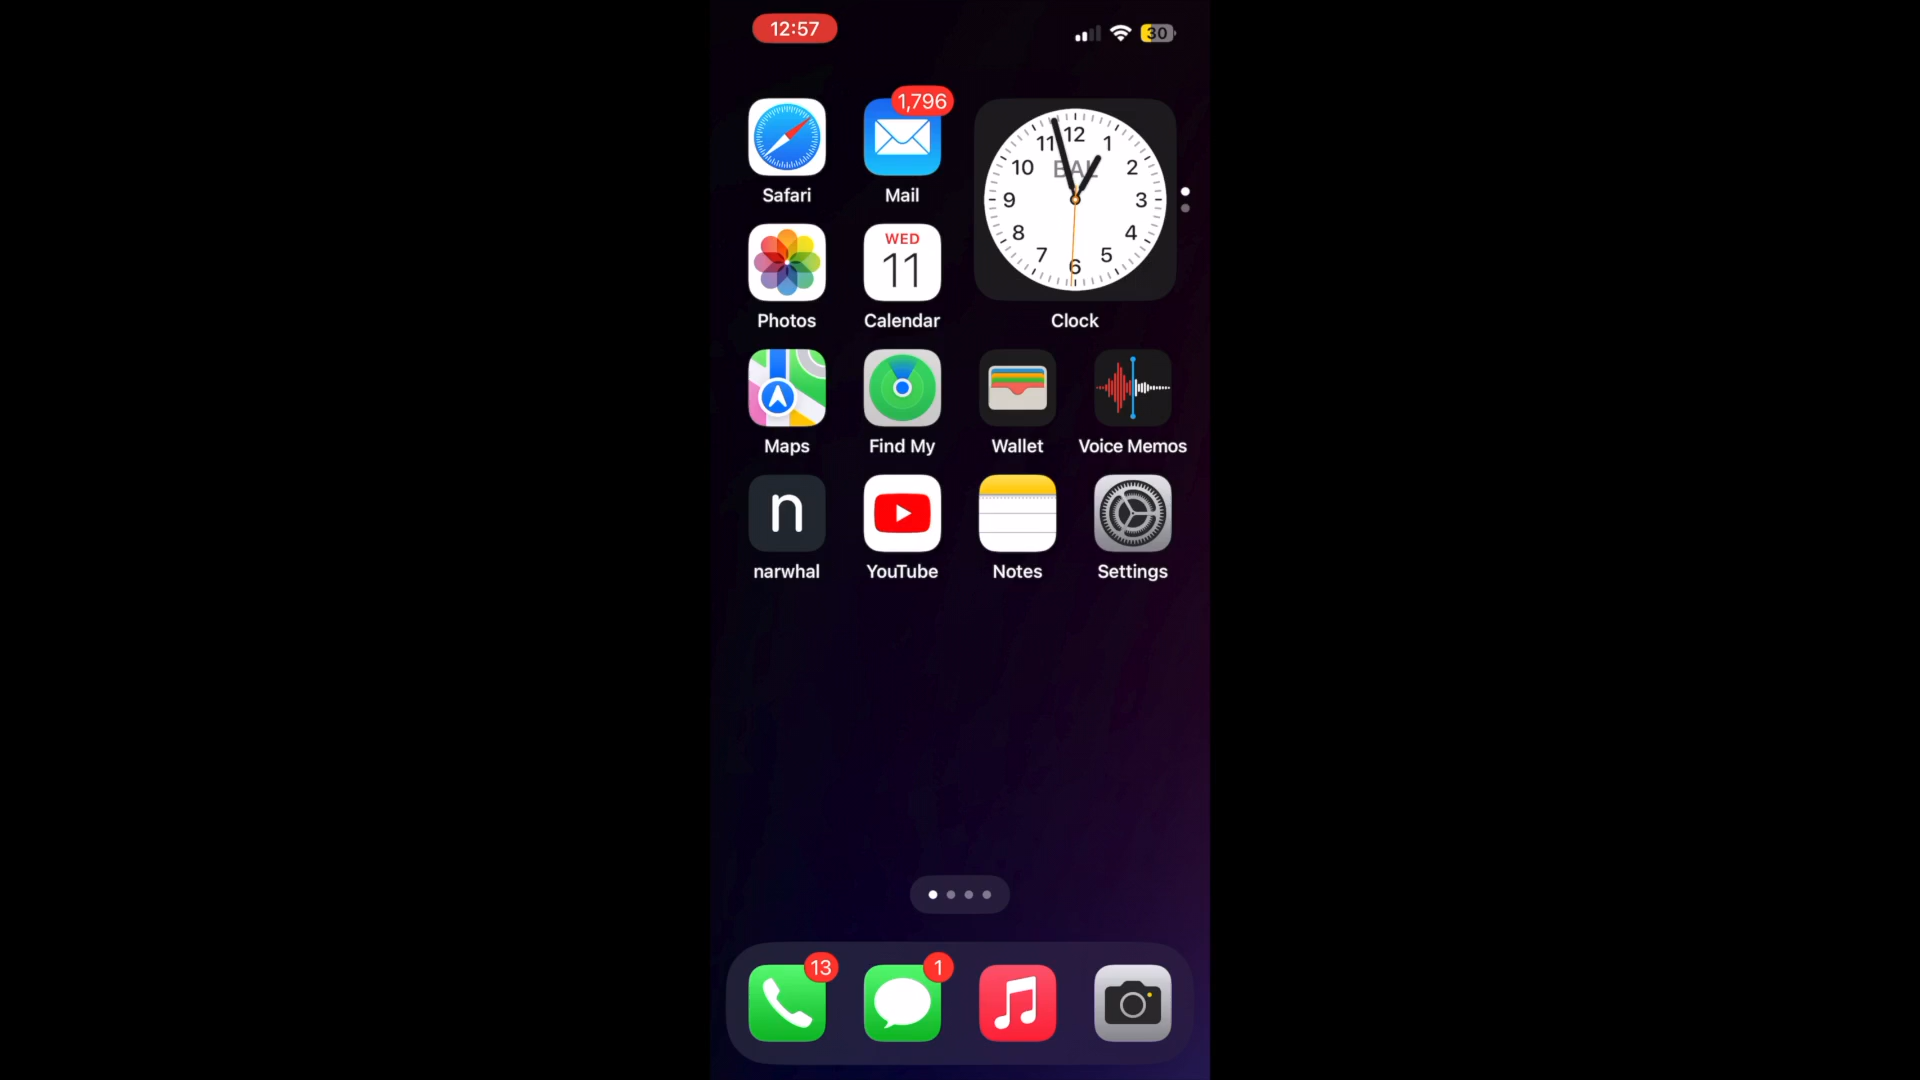 12:57
30
1,796
12
11
1
10
BAL
2
9
3
8
4
7
5
6
Safari
Mail
WED
11
Photos
Calendar
Clock
Maps
Find My
Wallet
Voice Memos
n
narwhal
YouTube
Notes
Settings
13
1